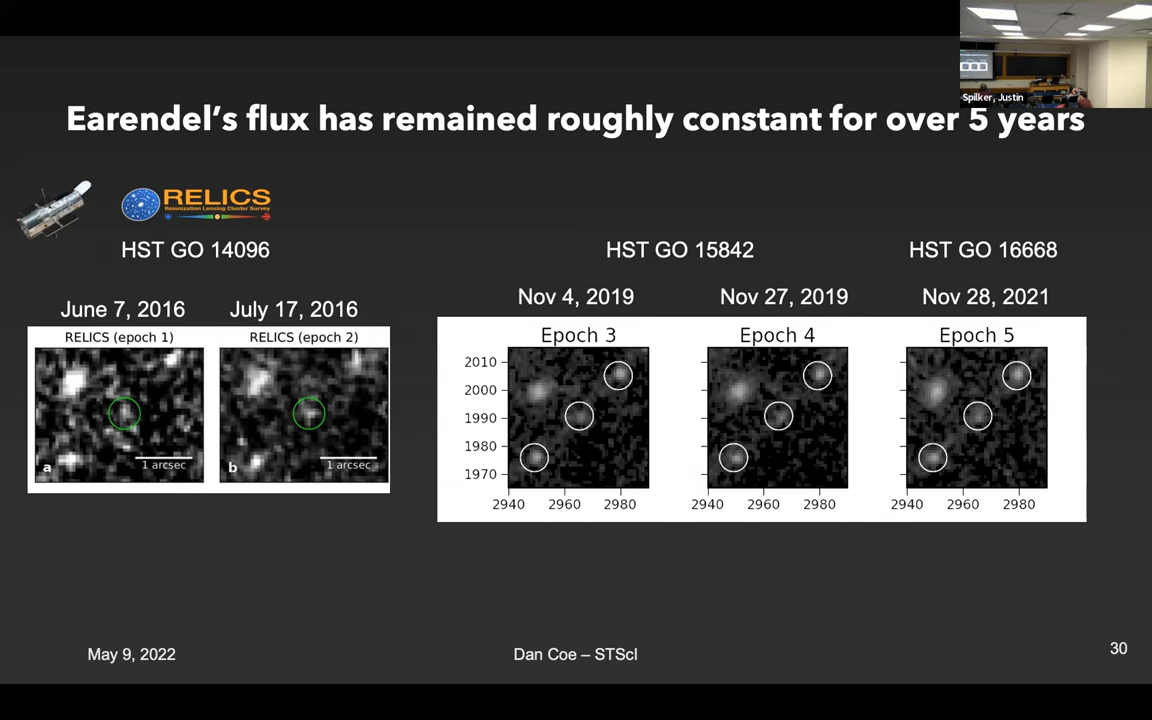 Spilker, Justin
Earendel's flux has remained roughly constant for over 5 years
RELICS
Reionization Lensing Cluster Survey
HST GO 14096
HST GO 15842
HST GO 16668
June 7, 2016
July 17, 2016
Nov 4, 2019
Nov 27, 2019
Nov 28, 2021
RELICS (epoch 1)
RELICS (epoch 2)
a
1 arcsec
b
1 arcsec
Epoch 3
Epoch 4
Epoch 5
2010
2000
1990
1980
1970
2940 2960 2980
2940 2960 2980
2940 2960 2980
May 9, 2022
Dan Coe – STScI
30